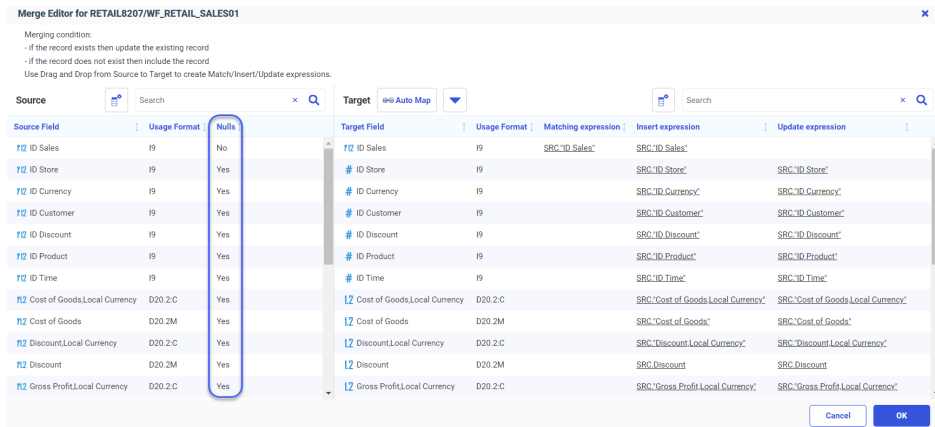 Merge Editor for RETAIL8207/WF_RETAIL_SALES01
Merging condition:
- if the record exists then update the existing record
- if the record does not exist then include the record
Use Drag and Drop from Source to Target to create Match/Insert/Update expressions.
Source Search Target Auto Map Search
Source Field Usage Format Nulls Target Field Usage Format Matching expression Insert expression Update expression
ID Sales I9 No ID Sales I9 SRC."ID Sales" SRC."ID Sales"
ID Store I9 Yes ID Store I9 SRC."ID Store" SRC."ID Store"
ID Currency I9 Yes ID Currency I9 SRC."ID Currency" SRC."ID Currency"
ID Customer I9 Yes ID Customer I9 SRC."ID Customer" SRC."ID Customer"
ID Discount I9 Yes ID Discount I9 SRC."ID Discount" SRC."ID Discount"
ID Product I9 Yes ID Product I9 SRC."ID Product" SRC."ID Product"
ID Time I9 Yes ID Time I9 SRC."ID Time" SRC."ID Time"
Cost of Goods,Local Currency D20.2:C Yes Cost of Goods,Local Currency D20.2:C SRC."Cost of Goods,Local Currency" SRC."Cost of Goods,Local Currency"
Cost of Goods D20.2M Yes Cost of Goods D20.2M SRC."Cost of Goods" SRC."Cost of Goods"
Discount,Local Currency D20.2:C Yes Discount,Local Currency D20.2:C SRC."Discount,Local Currency" SRC."Discount,Local Currency"
Discount D20.2M Yes Discount D20.2M SRC.Discount SRC.Discount
Gross Profit,Local Currency D20.2:C Yes Gross Profit,Local Currency D20.2:C SRC."Gross Profit,Local Currency" SRC."Gross Profit,Local Currency"
Cancel OK